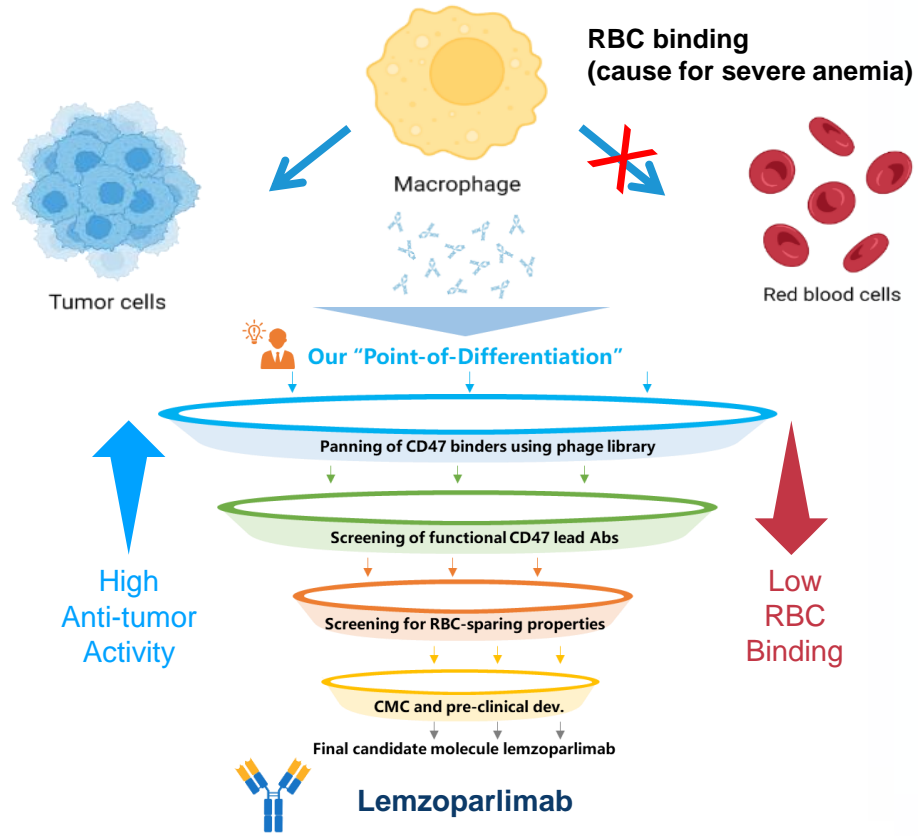 RBC binding
(cause for severe anemia)
Macrophage
Tumor cells
Red blood cells
Our “Point-of-Differentiation”
Panning of CD47 binders using phage library
Screening of functional CD47 lead Abs
High
Anti-tumor
Activity
Low
RBC
Binding
Screening for RBC-sparing properties
CMC and pre-clinical dev.
Final candidate molecule lemzoparlimab
Lemzoparlimab